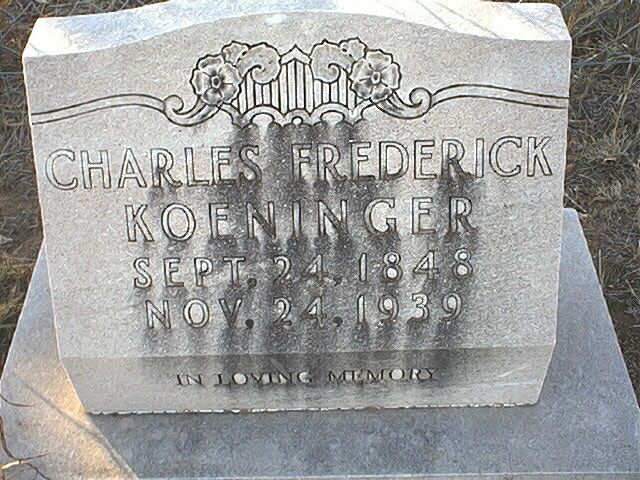 CHARLES FREDERICK
KOENINGER
SEPT. 24, 1848
NOV. 24, 1939
IN LOVING MEMORY